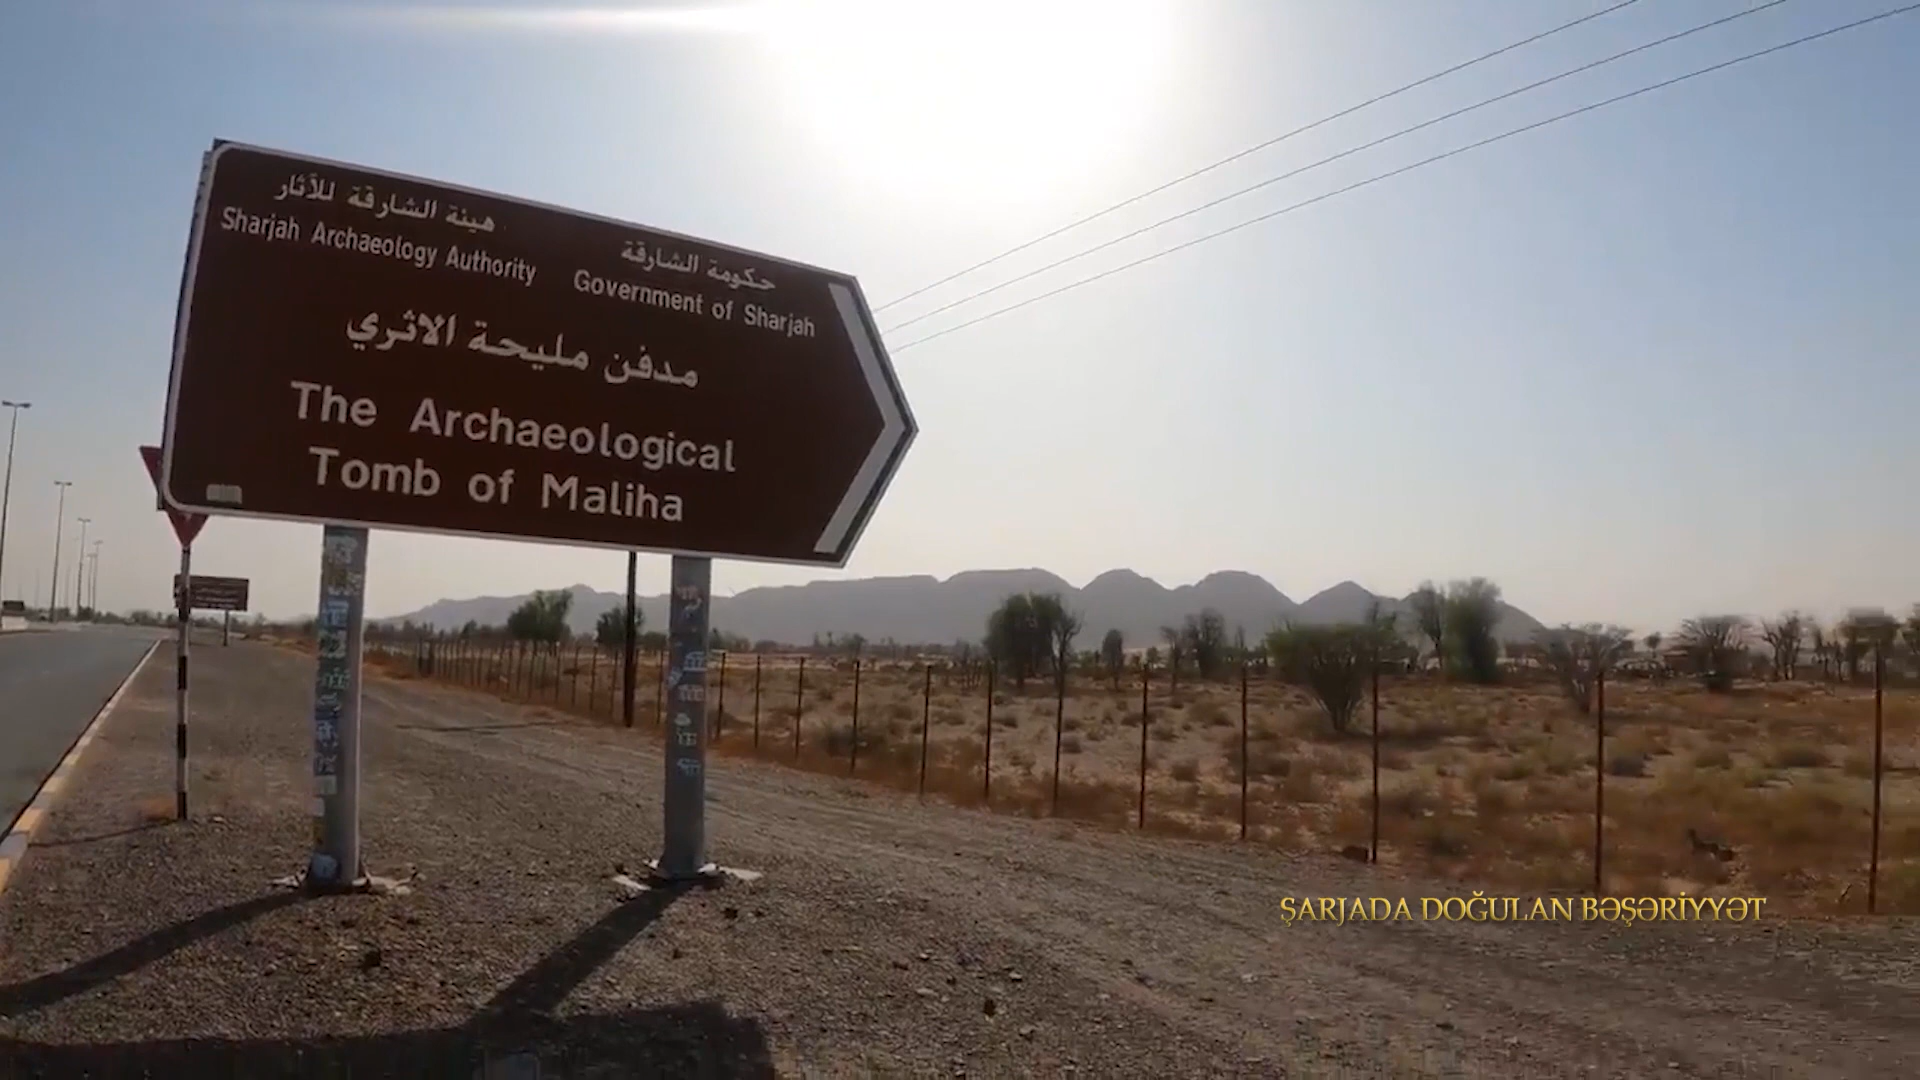 هيئة الشارقة للآثار
Sharjah Archaeology Authority
حكومة الشارقة
Government of Sharjah
مدفن مليحة الاثري
The Archaeological
Tomb of Maliha
ŞARJADA DOĞULAN BƏŞƏRİYYƏT